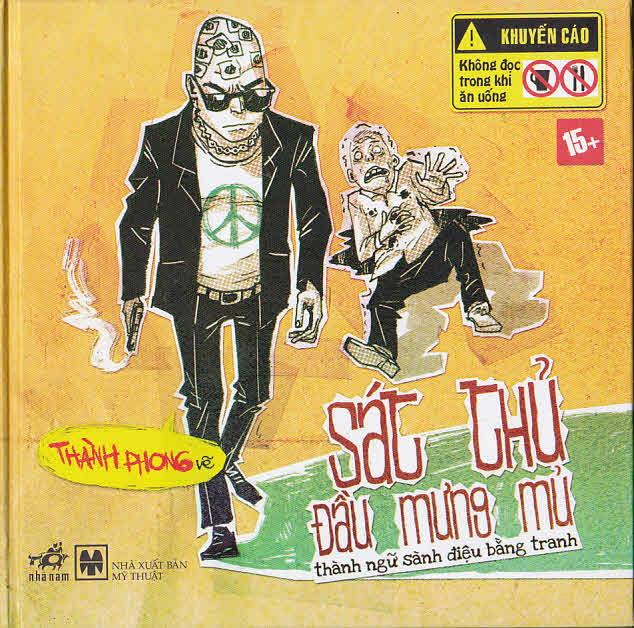 KHUYẾN CÁO
Không đọc
trong khi
ăn uống
15+
THÀNH PHONG vẽ
SÁT THỦ
ĐẦU MƯNG MỦ
thành ngữ sành điệu bằng tranh
nhã nam
NHÀ XUẤT BẢN
MỸ THUẬT